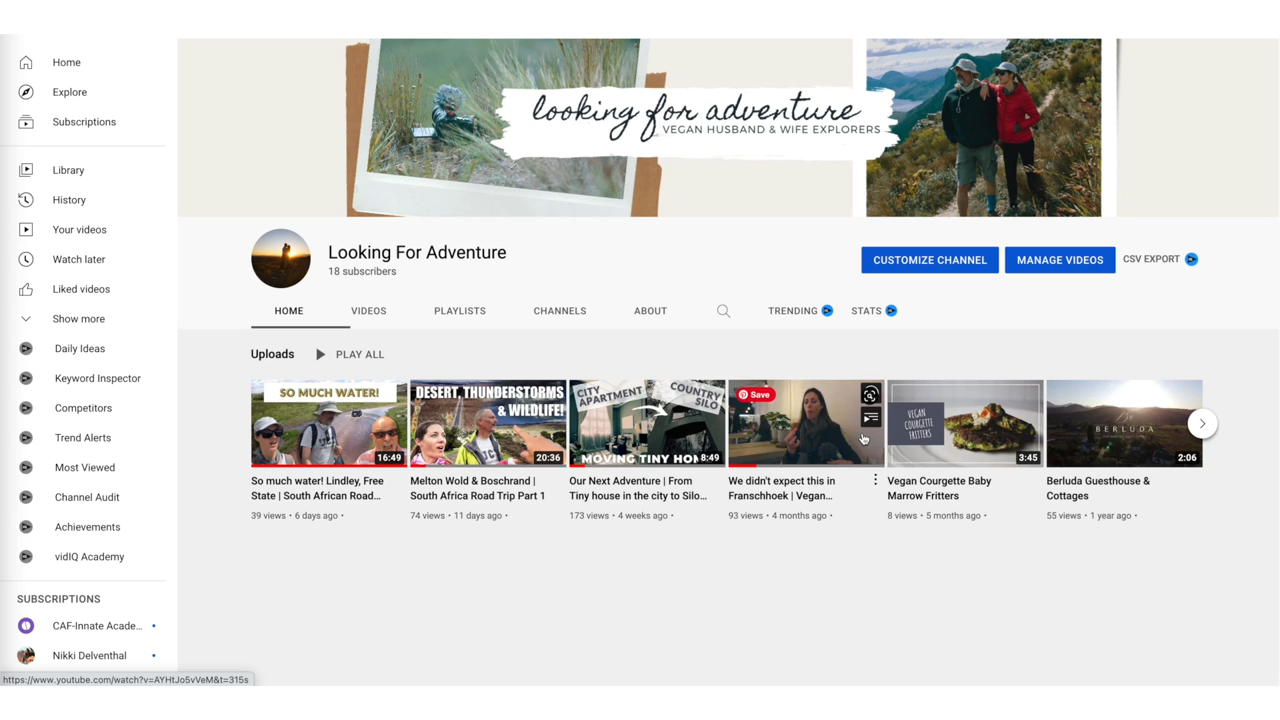 Home
Explore
Subscriptions
Library
History
Your videos
Watch later
Liked videos
Show more
Daily Ideas
Keyword Inspector
Competitors
Trend Alerts
Most Viewed
Channel Audit
Achievements
vidIQ Academy
SUBSCRIPTIONS
CAF-Innate Acade... •
Nikki Delventhal •
https://www.youtube.com/watch?v=AYHtJo5vVeM&t=315s
looking for adventure
VEGAN HUSBAND & WIFE EXPLORERS
Looking For Adventure
18 subscribers
CUSTOMIZE CHANNEL
MANAGE VIDEOS
CSV EXPORT
HOME
VIDEOS
PLAYLISTS
CHANNELS
ABOUT
TRENDING
STATS
Uploads
PLAY ALL
SO MUCH WATER!
16:49
So much water! Lindley, Free
State | South African Road...
39 views • 6 days ago •
DESERT, THUNDERSTORMS
& WILDLIFE!
20:36
Melton Wold & Boschrand |
South Africa Road Trip Part 1
74 views • 11 days ago •
CITY
APARTMENT
COUNTRY
SILO
MOVING TINY HOM
8:49
Our Next Adventure | From
Tiny house in the city to Silo...
173 views • 4 weeks ago •
Save
We didn't expect this in
Franschhoek | Vegan...
93 views • 4 months ago •
VEGAN
COURGETTE
FRITTERS
3:45
Vegan Courgette Baby
Marrow Fritters
8 views • 5 months ago •
BERLUDA
2:06
Berluda Guesthouse &
Cottages
55 views • 1 year ago •